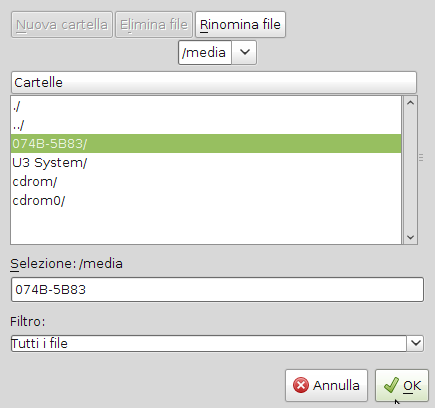 Nuova cartella Elimina file Rinomina file
/media
Cartelle
./
../
074B-5B83/
U3 System/
cdrom/
cdrom0/
Selezione: /media
074B-5B83
Filtro:
Tutti i file
Annulla OK